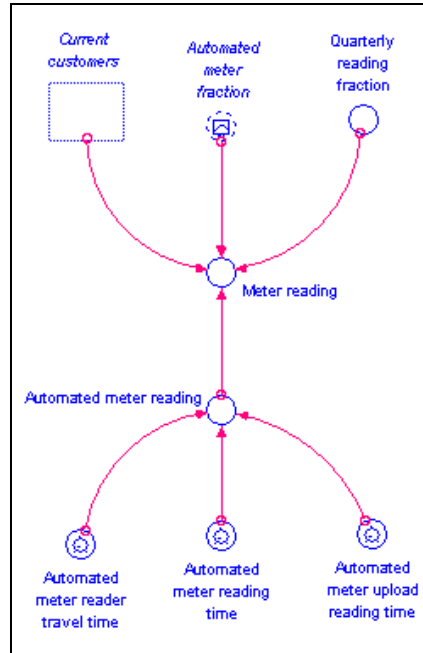 Current
customers
Automated
meter
fraction
Quarterly
reading
fraction
Meter reading
Automated meter reading
Automated
meter reader
travel time
Automated
meter reading
time
Automated
meter upload
reading time